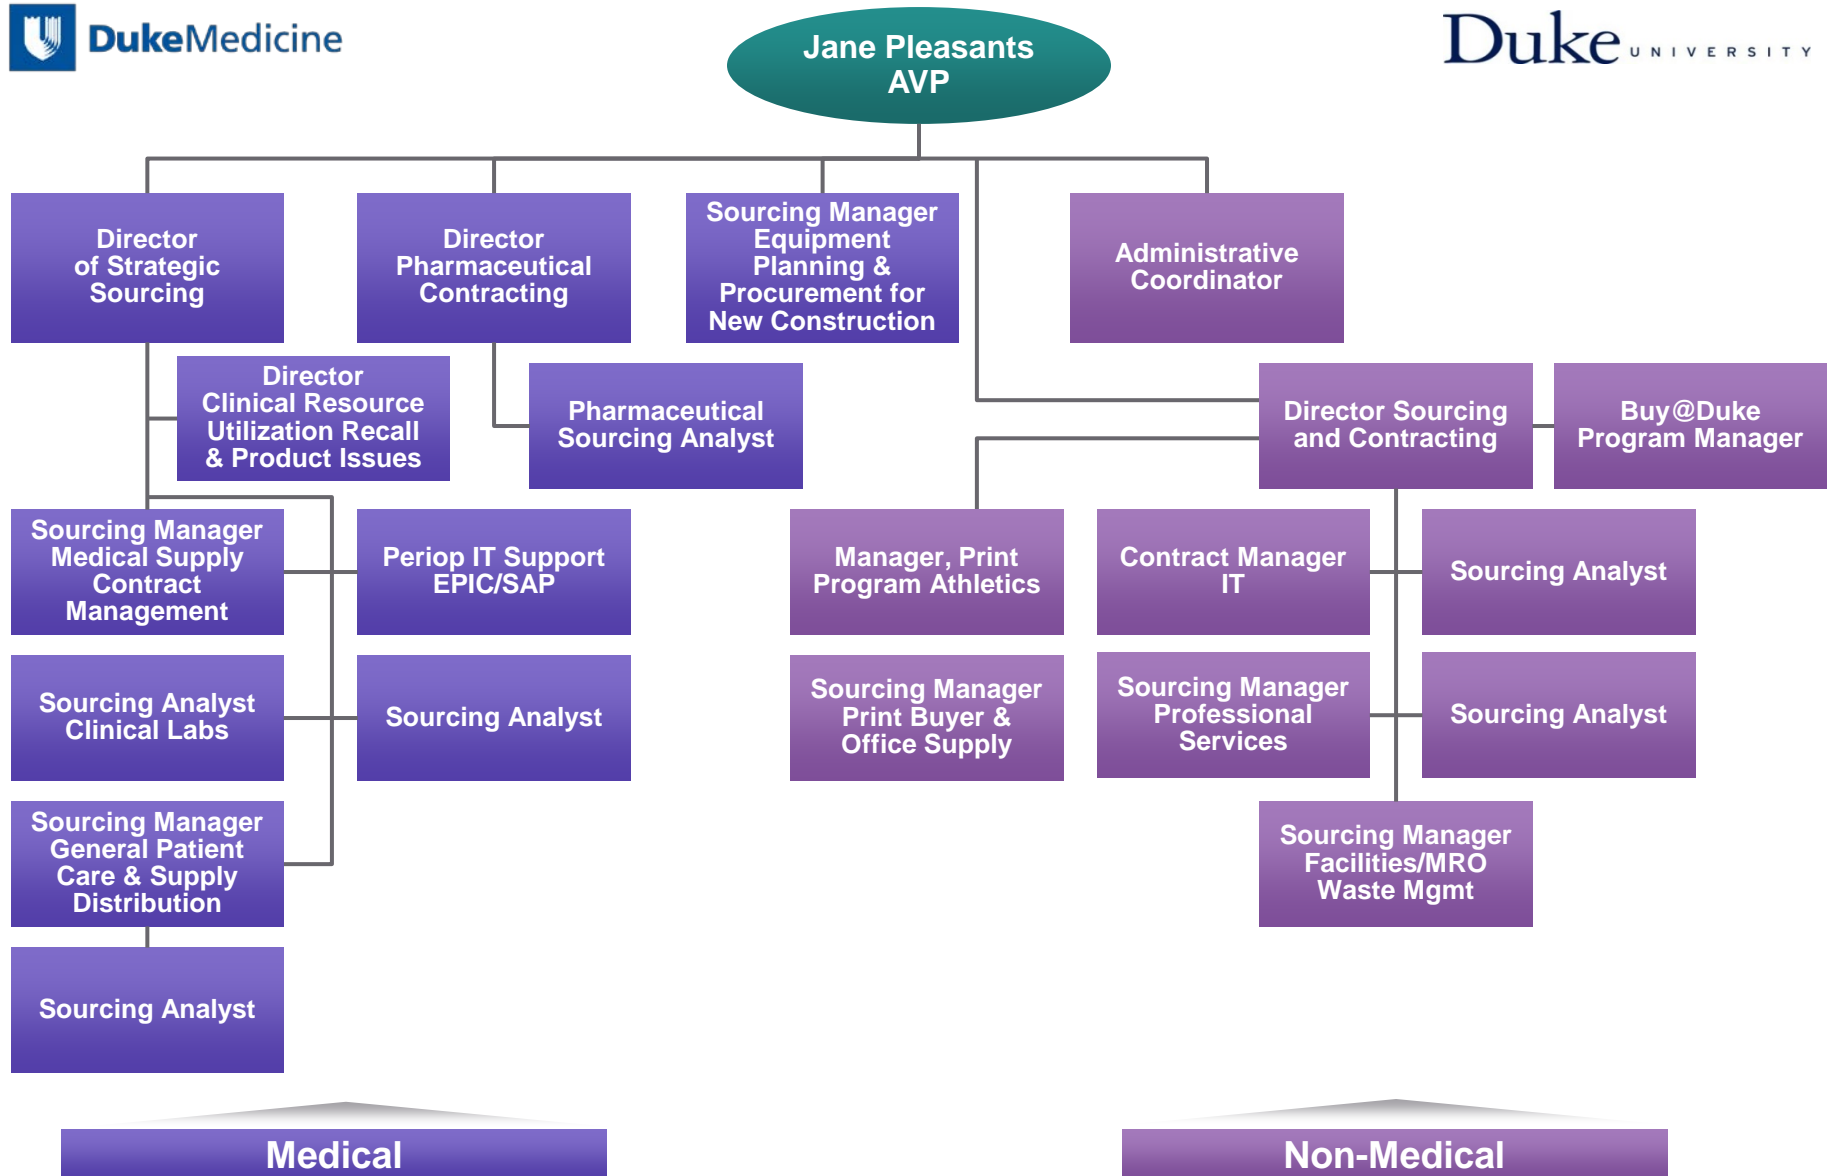 DukeMedicine
Jane Pleasants
AVP
Duke UNIVERSITY
Director
of Strategic
Sourcing
Director
Pharmaceutical
Contracting
Sourcing Manager
Equipment
Planning &
Procurement for
New Construction
Administrative
Coordinator
Director
Clinical Resource
Utilization Recall
& Product Issues
Pharmaceutical
Sourcing Analyst
Director Sourcing
and Contracting
Buy@Duke
Program Manager
Sourcing Manager
Medical Supply
Contract
Management
Periop IT Support
EPIC/SAP
Manager, Print
Program Athletics
Contract Manager
IT
Sourcing Analyst
Sourcing Analyst
Clinical Labs
Sourcing Analyst
Sourcing Manager
Print Buyer &
Office Supply
Sourcing Manager
Professional
Services
Sourcing Analyst
Sourcing Manager
General Patient
Care & Supply
Distribution
Sourcing Manager
Facilities/MRO
Waste Mgmt
Sourcing Analyst
Medical
Non-Medical